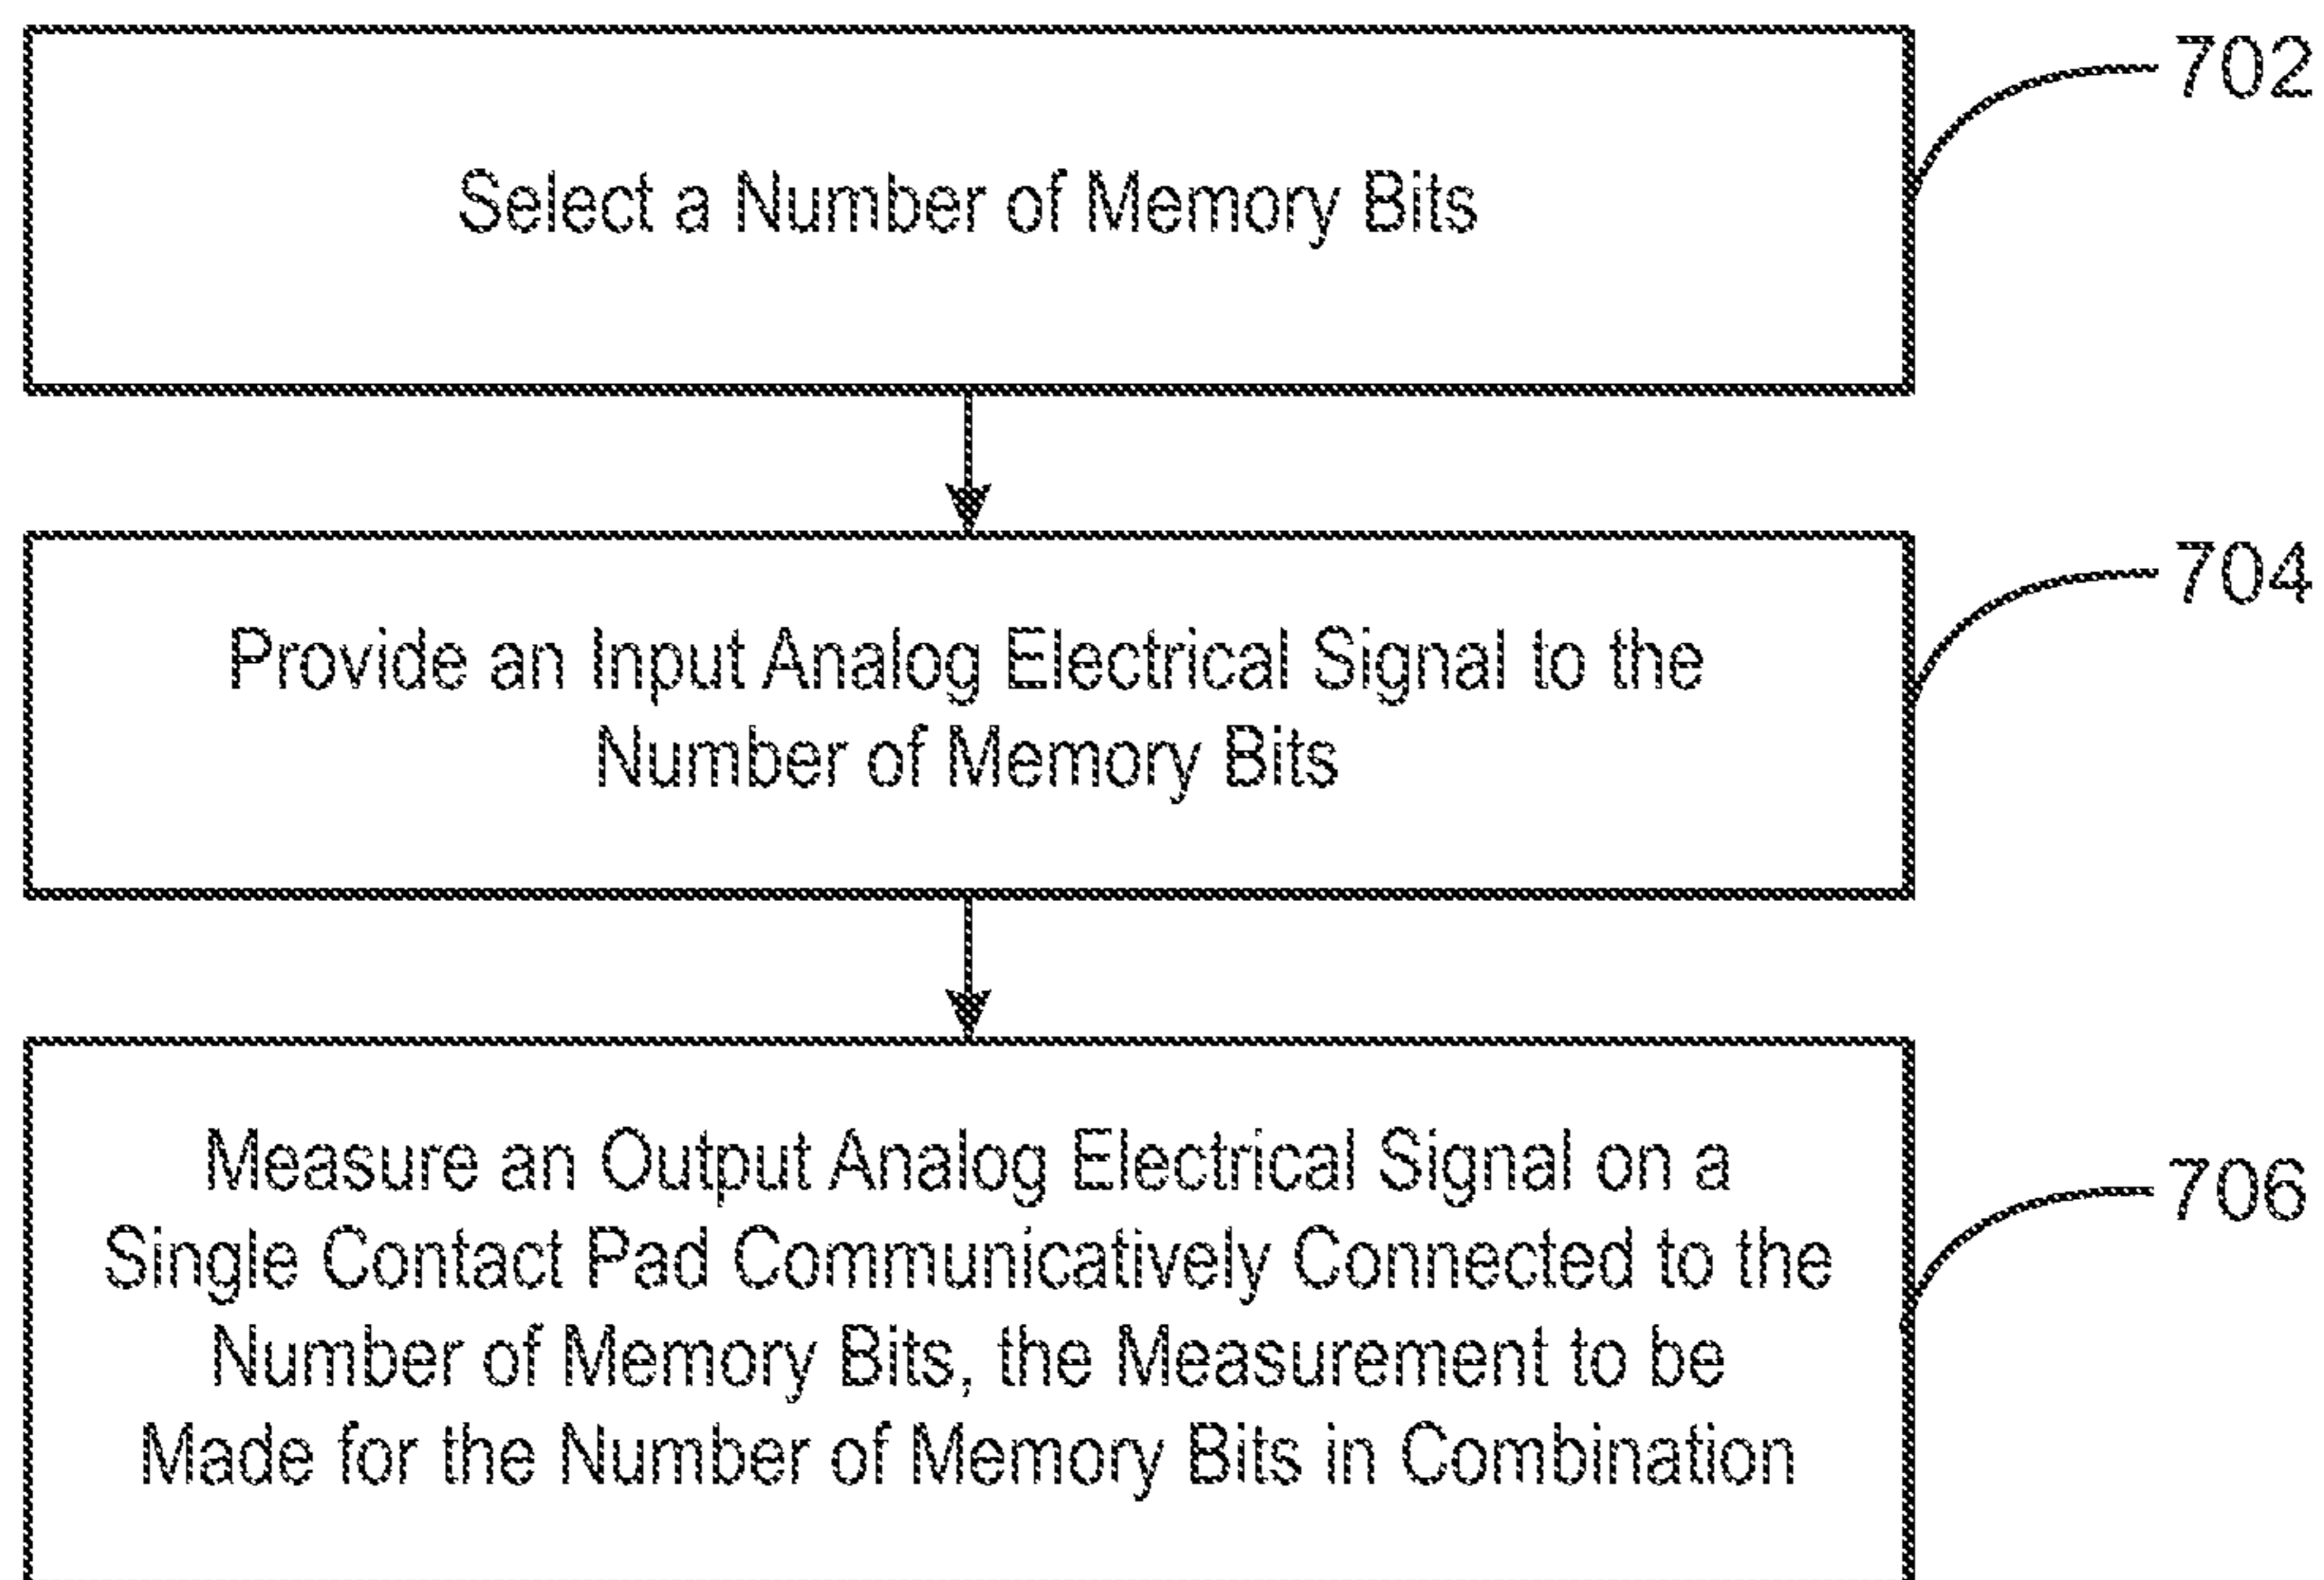 702
Select a Number of Memory Bits
704
Provide an Input Analog Electrical Signal to the
Number of Memory Bits
706
Measure an Output Analog Electrical Signal on a
Single Contact Pad Communicatively Connected to the
Number of Memory Bits, the Measurement to be
Made for the Number of Memory Bits in Combination